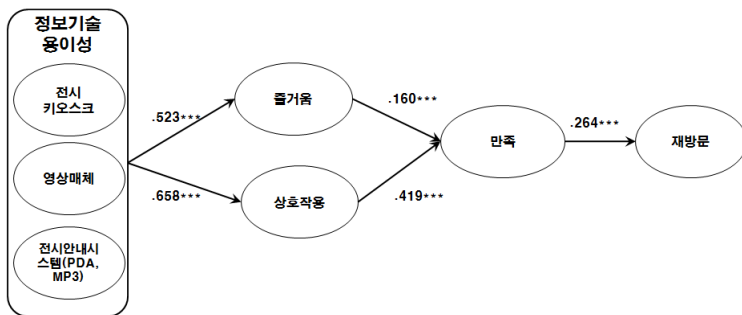 정보기술
용이성
전시
키오스크
영상매체
전시안내시
스템(PDA,
MP3)
.523***
.658***
즐거움
상호작용
.160***
.419***
만족
.264***
재방문